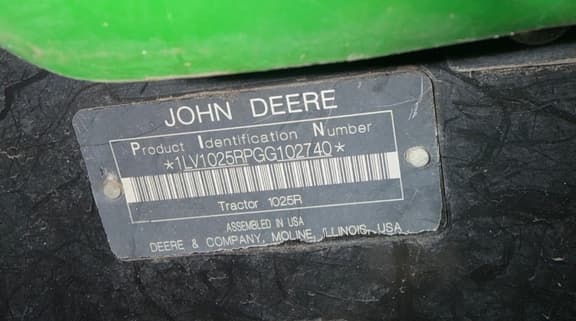 JOHN DEERE
Product Identification Number
*1LV1025RPGG102740*
Tractor 1025R
ASSEMBLED IN USA
DEERE & COMPANY, MOLINE, ILLINOIS, USA